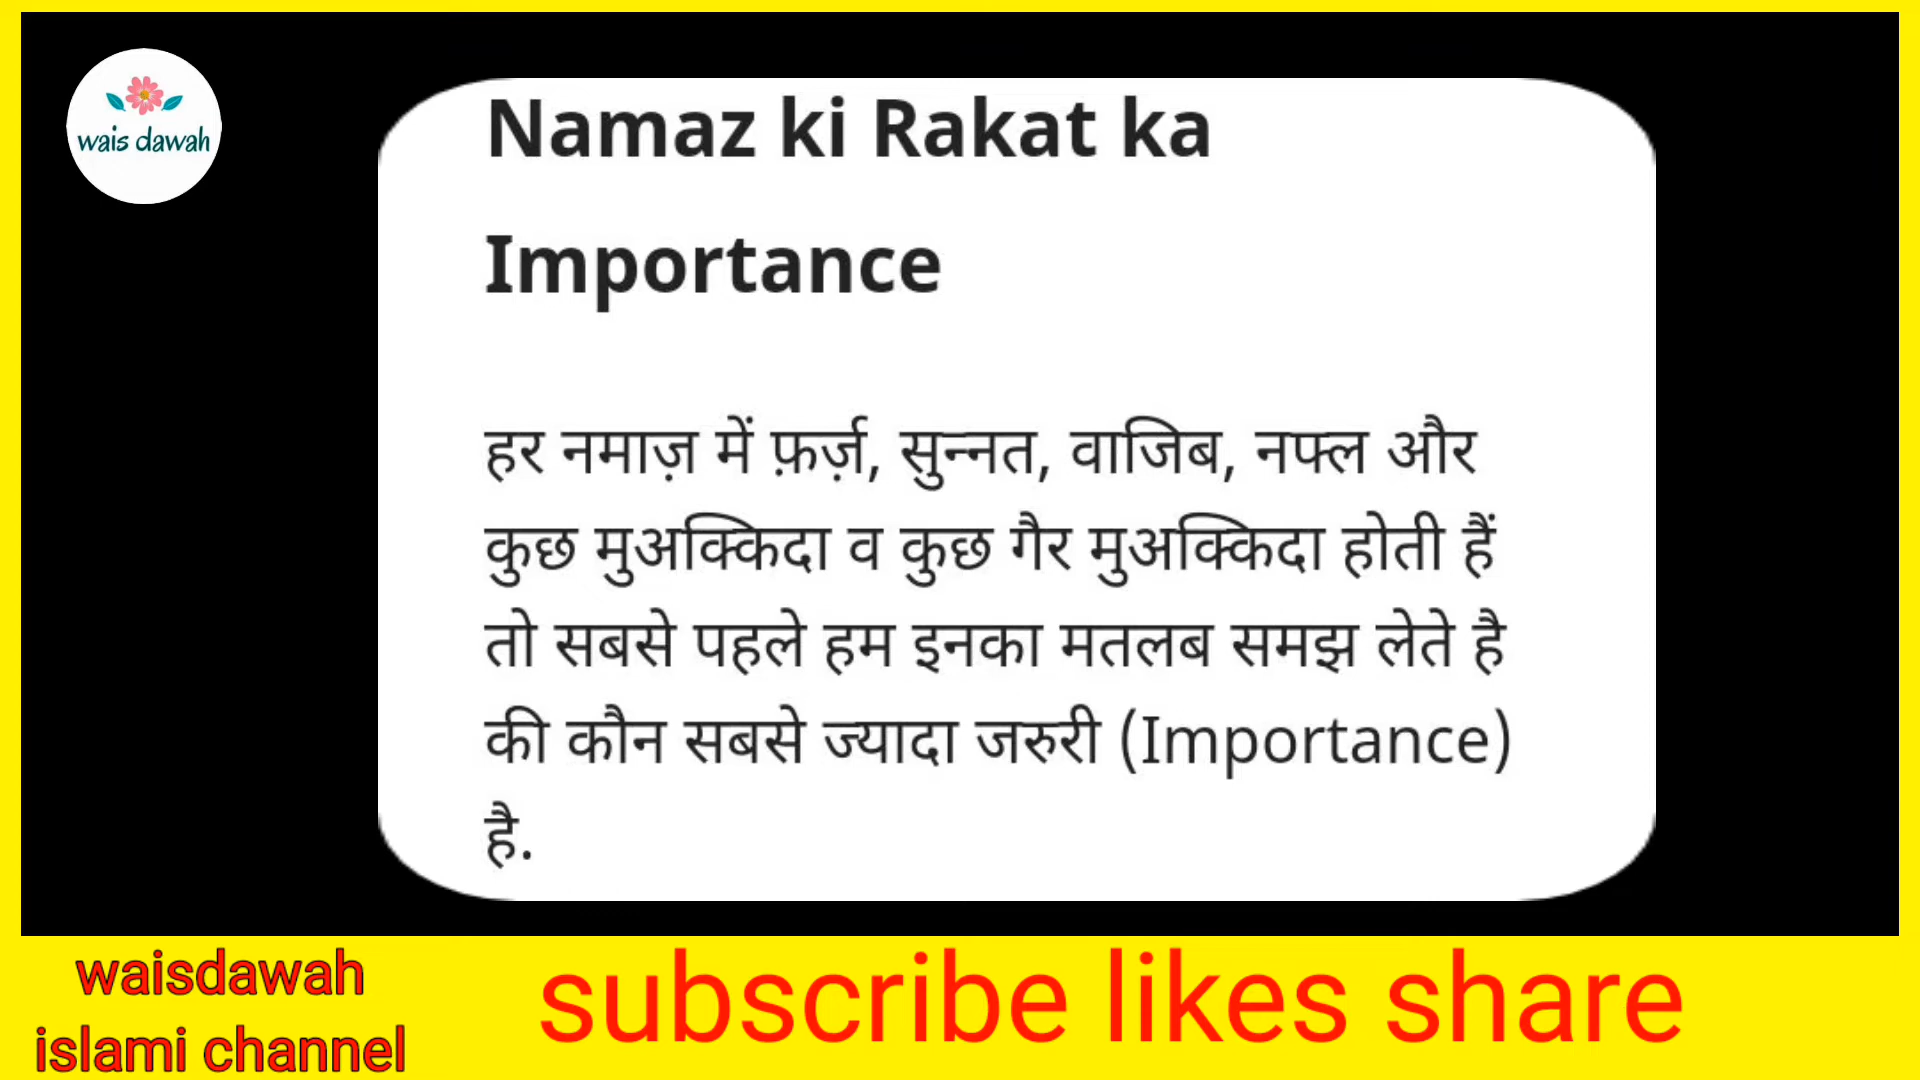 wais dawah
Namaz ki Rakat ka
Importance
हर नमाज़ में फ़र्ज़, सुन्नत, वाजिब, नफ्ल और
कुछ मुअक्किदा व कुछ गैर मुअक्किदा होती हैं
तो सबसे पहले हम इनका मतलब समझ लेते है
की कौन सबसे ज्यादा जरुरी (Importance)
है.
waisdawah
islami channel
subscribe likes share